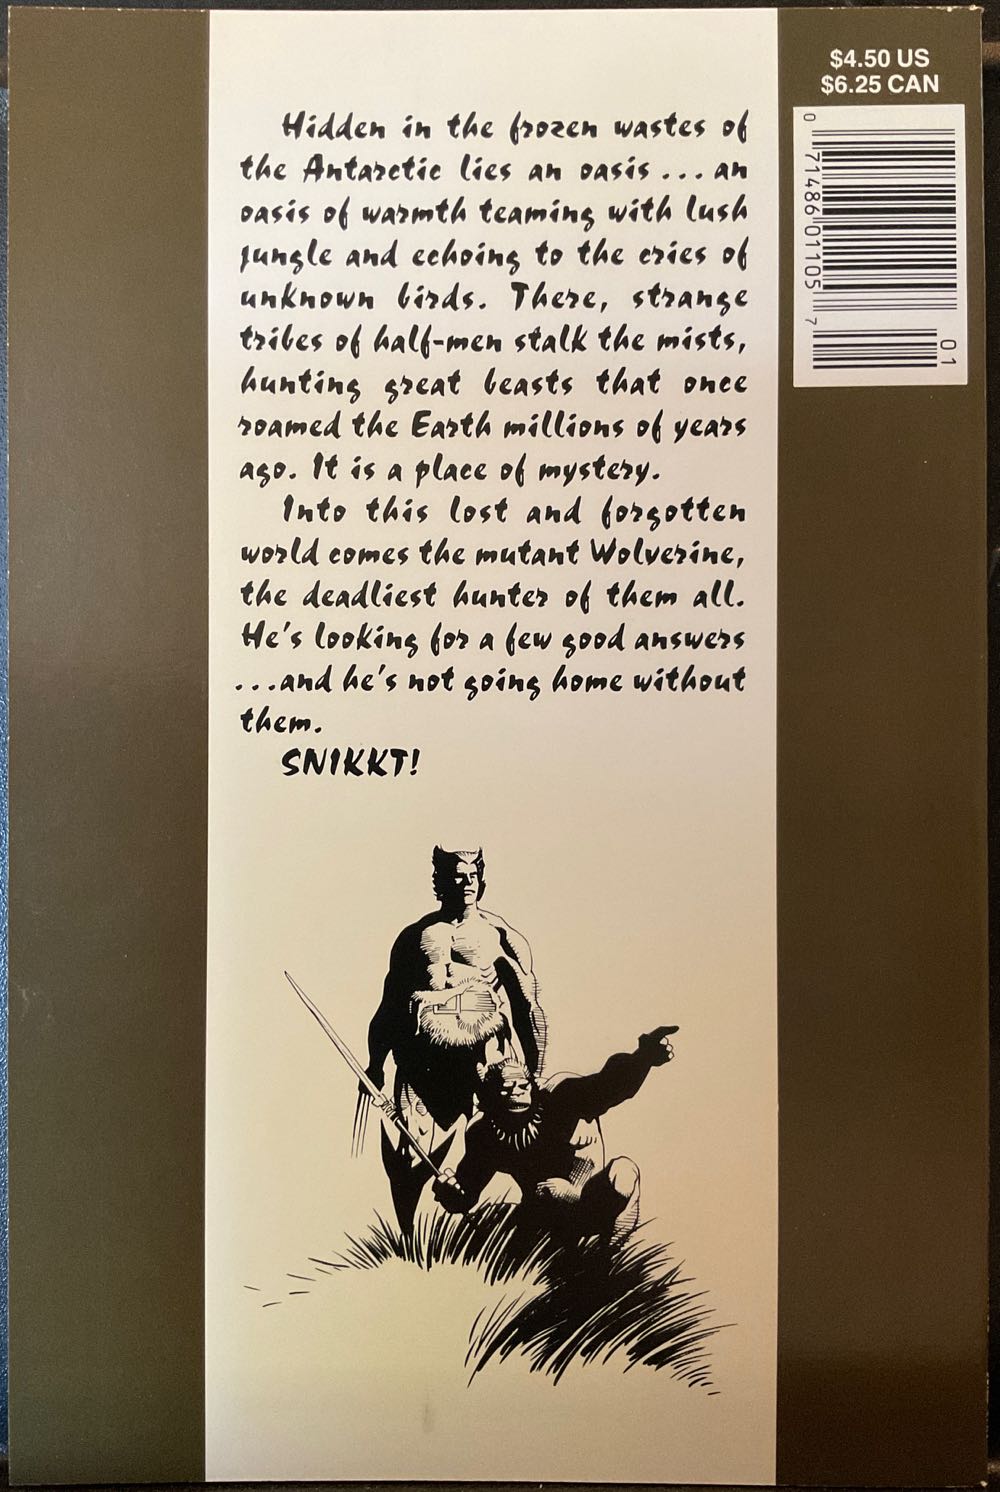 $4.50 US
$6.25 CAN
Hidden in the frozen wastes of
the Antarctic lies an oasis ... an
oasis of warmth teaming with lush
jungle and echoing to the cries of
unknown birds. There, strange
tribes of half-men stalk the mists,
hunting great beasts that once
roamed the Earth millions of years
ago. It is a place of mystery.
Into this lost and forgotten
world comes the mutant Wolverine,
the deadliest hunter of them all.
He's looking for a few good answers
...and he's not going home without
them.
SNIKKT!
0 71486 01105 7
01